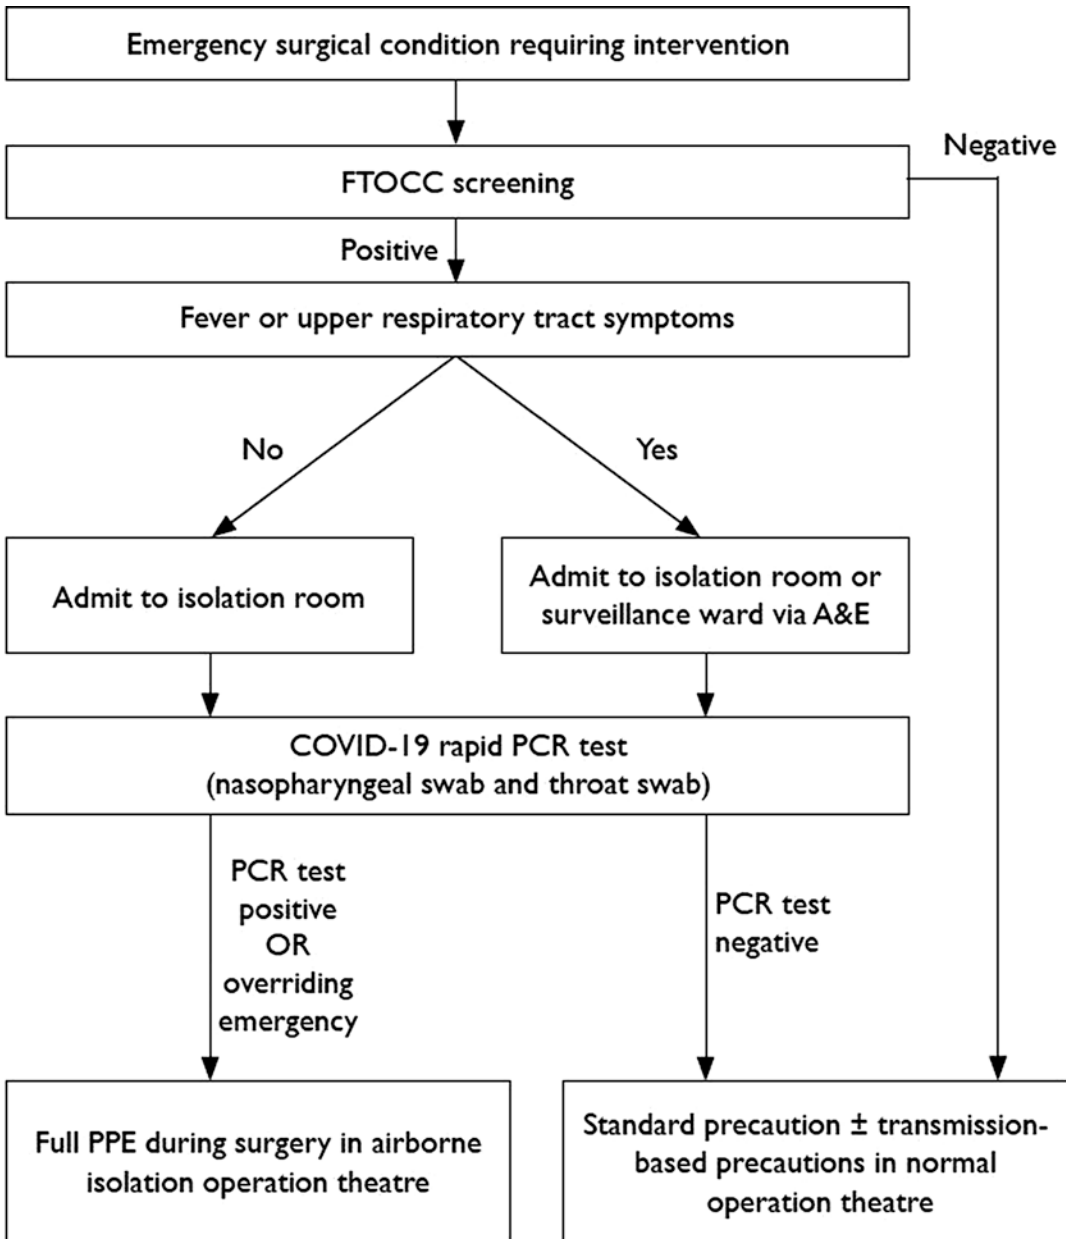 Emergency surgical condition requiring intervention
Negative
FTOCC screening
Positive
Fever or upper respiratory tract symptoms
No
Yes
Admit to isolation room
Admit to isolation room or
surveillance ward via A&E
COVID-19 rapid PCR test
(nasopharyngeal swab and throat swab)
PCR test
positive
OR
overriding
emergency
PCR test
negative
Full PPE during surgery in airborne
isolation operation theatre
Standard precaution ± transmission-
based precautions in normal
operation theatre